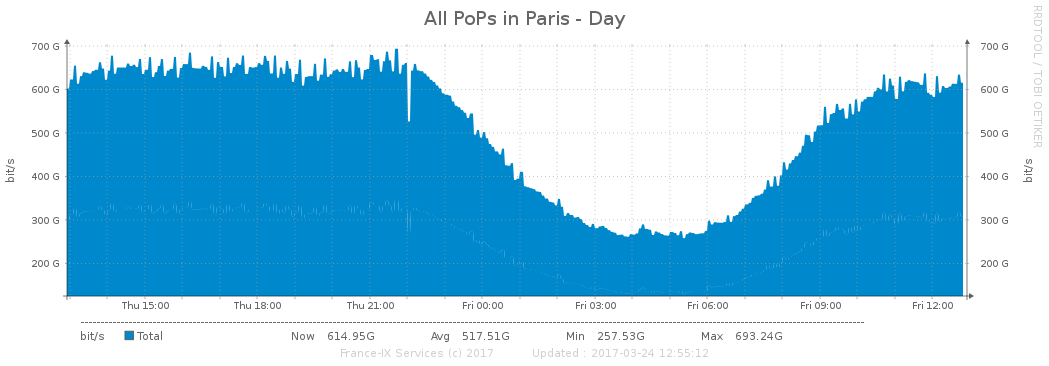 All PoPs in Paris - Day
RRDTOOL / TOBI OETIKER
bit/s
bit/s
700 G 700 G
600 G 600 G
500 G 500 G
400 G 400 G
300 G 300 G
200 G 200 G
Thu 15:00 Thu 18:00 Thu 21:00 Fri 00:00 Fri 03:00 Fri 06:00 Fri 09:00 Fri 12:00
bit/s Total Now 614.95G Avg 517.51G Min 257.53G Max 693.24G
France-IX Services (c) 2017 Updated : 2017-03-24 12:55:12